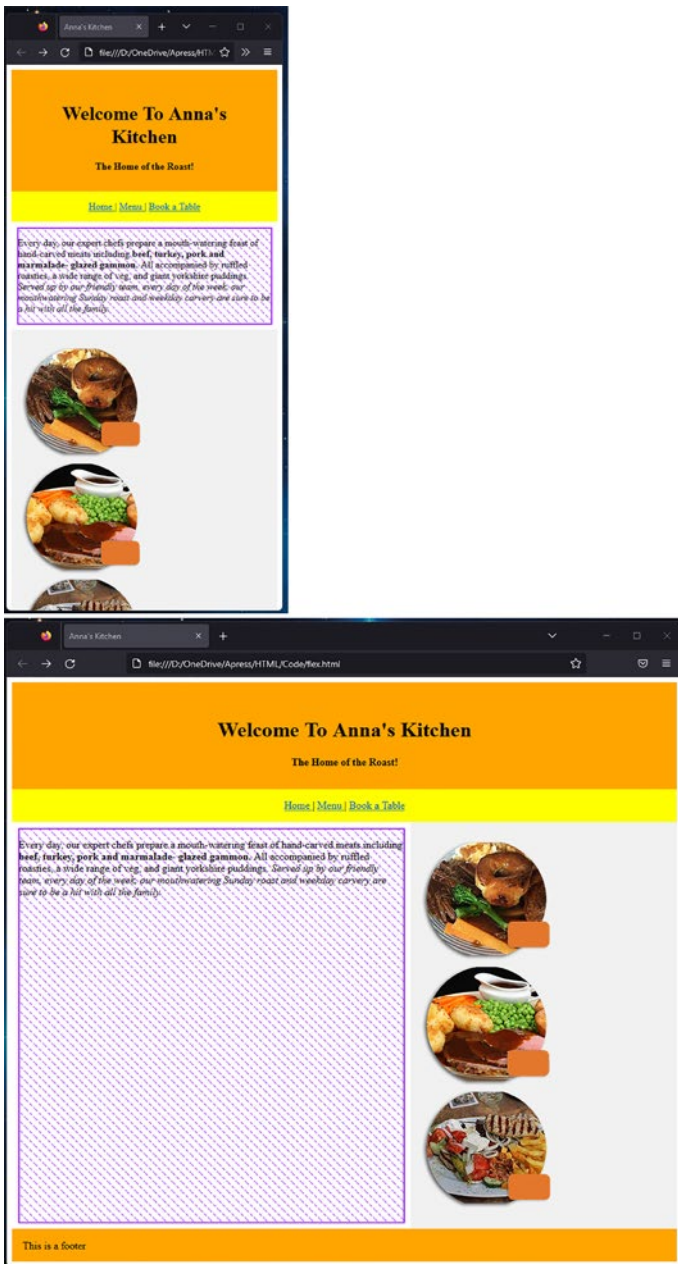 Anna's Kitchen
file:///D:/OneDrive/Apress/HTM
Welcome To Anna's
Kitchen
The Home of the Roast!
Home | Menu | Book a Table
Every day, our expert chefs prepare a mouth-watering feast of
hand-carved meats including beef, turkey, pork and
marmalade- glazed gammon. All accompanied by ruffled
roasties, a wide range of veg, and giant yorkshire puddings.
Served up by our friendly team, every day of the week, our
mouthwatering Sunday roast and weekday carvery are sure to be
a hit with all the family.
Anna's Kitchen
file:///D:/OneDrive/Apress/HTML/Code/flex.html
Welcome To Anna's Kitchen
The Home of the Roast!
Home | Menu | Book a Table
Every day, our expert chefs prepare a mouth-watering feast of hand-carved meats including
beef, turkey, pork and marmalade- glazed gammon. All accompanied by ruffled
roasties, a wide range of veg, and giant yorkshire puddings. Served up by our friendly
team, every day of the week, our mouthwatering Sunday roast and weekday carvery are
sure to be a hit with all the family.
This is a footer